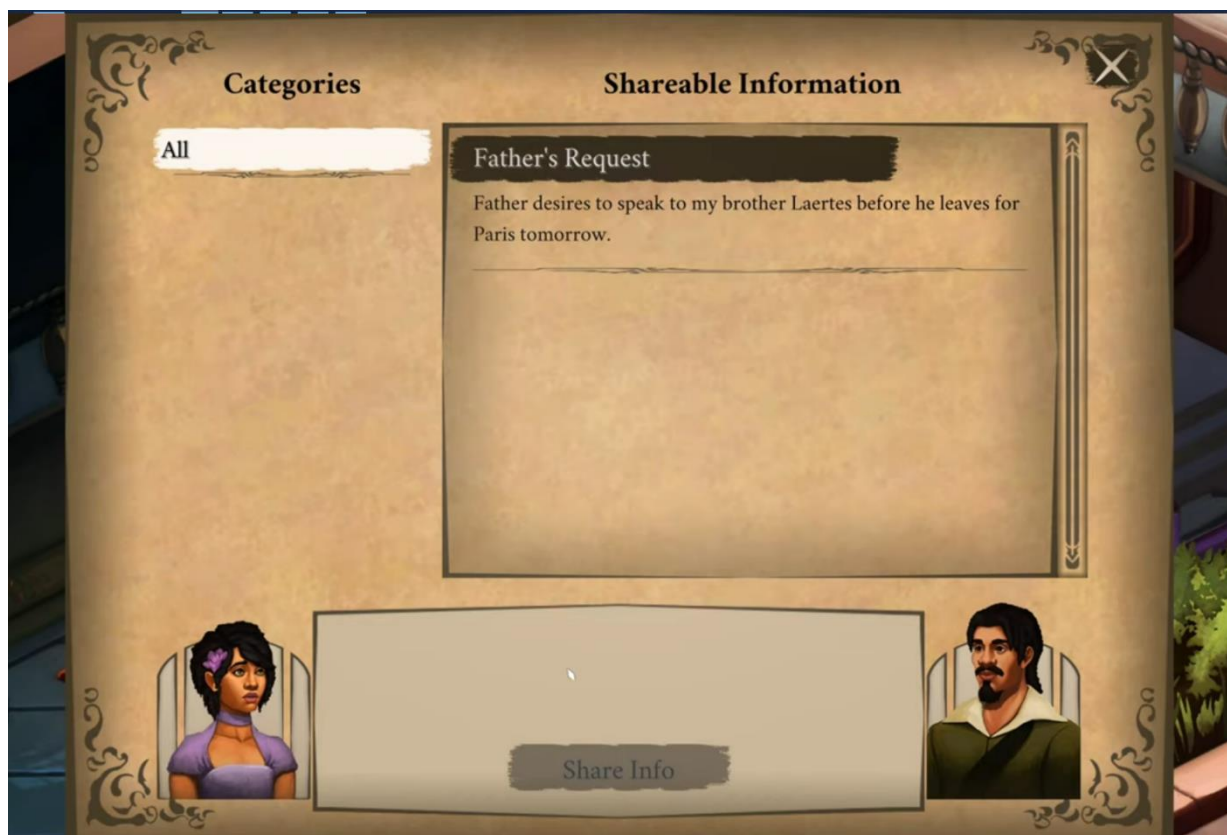 Categories
Shareable Information
All
Father's Request
Father desires to speak to my brother Laertes before he leaves for
Paris tomorrow.
Share Info